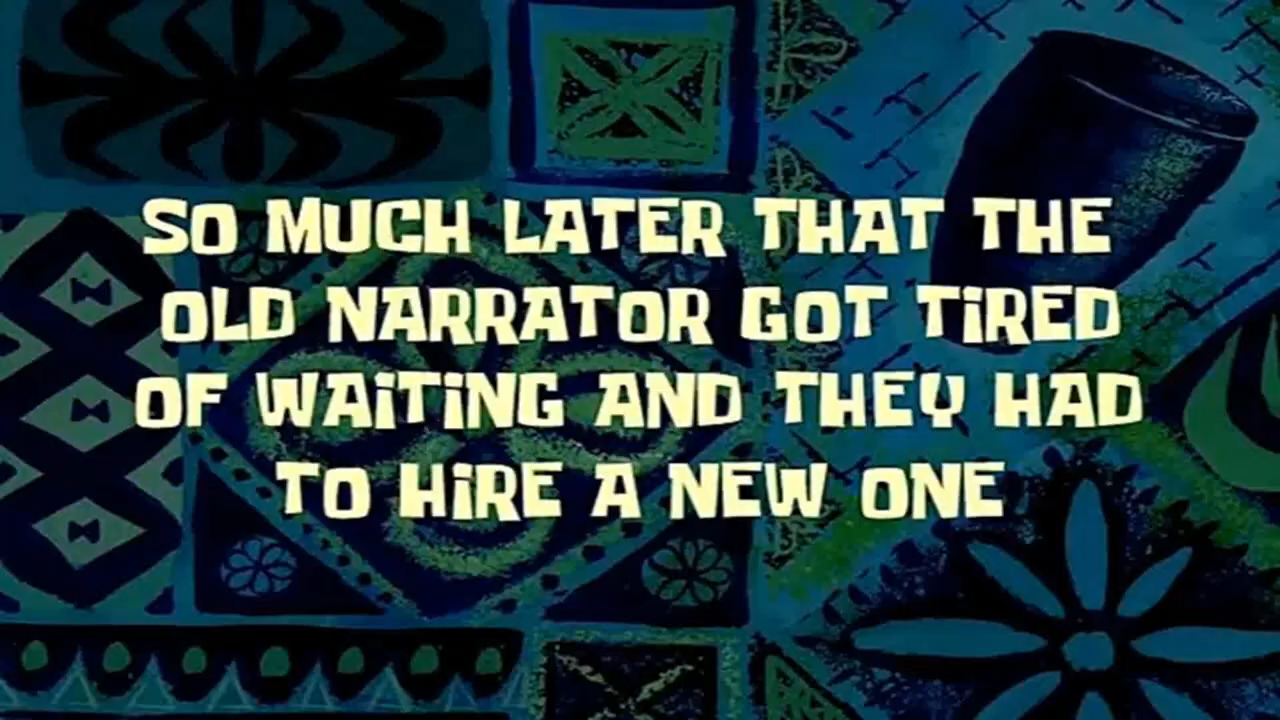 SO MUCH LATER THAT THE
OLD NARRATOR GOT TiRED
OF WAiTiNG AND THEY HAD
TO HiRE A NEW ONE